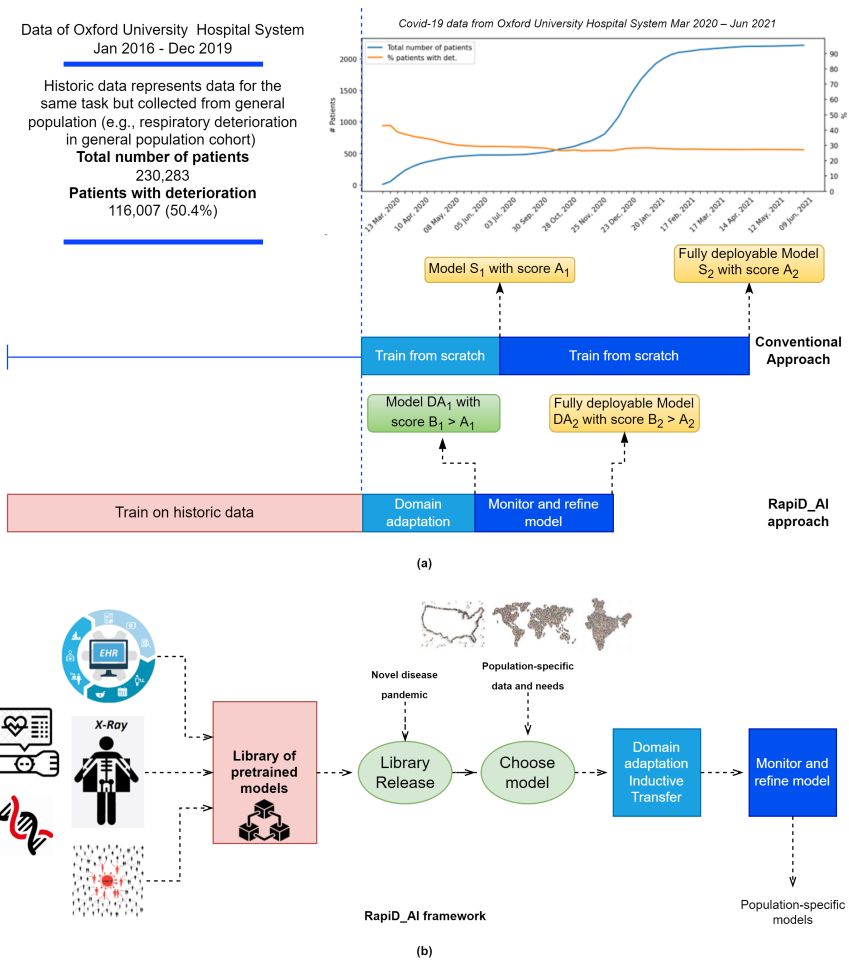 Data of Oxford University Hospital System
Jan 2016 - Dec 2019
Historic data represents data for the
same task but collected from general
population (e.g., respiratory deterioration
in general population cohort)
Total number of patients
230,283
Patients with deterioration
116,007 (50.4%)
Covid-19 data from Oxford University Hospital System Mar 2020 – Jun 2021
Total number of patients
% patients with det.
# Patients
2000
1500
1000
500
0
90
80
70
60
50
40
30
20
10
0
%
13 Mar, 2020
10 Apr, 2020
08 May, 2020
05 Jun, 2020
03 Jul, 2020
30 Sep, 2020
28 Oct, 2020
25 Nov, 2020
23 Dec, 2020
20 Jan, 2021
17 Feb, 2021
17 Mar, 2021
14 Apr, 2021
12 May, 2021
09 Jun, 2021
Model S1 with score A1
Fully deployable Model
S2 with score A2
Train from scratch
Train from scratch
Conventional
Approach
Model DA1 with
score B1 > A1
Fully deployable Model
DA2 with score B2 > A2
Train on historic data
Domain
adaptation
Monitor and refine
model
RapiD_AI
approach
(a)
EHR
X-Ray
Library of
pretrained
models
Novel disease
pandemic
Population-specific
data and needs
Library
Release
Choose
model
Domain
adaptation
Inductive
Transfer
Monitor and
refine model
Population-specific
models
RapiD_AI framework
(b)